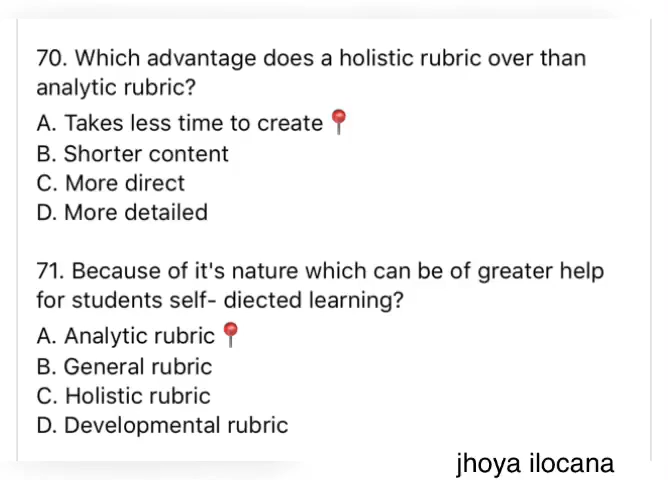 70. Which advantage does a holistic rubric over than
analytic rubric?
A. Takes less time to create
B. Shorter content
C. More direct
D. More detailed
71. Because of it's nature which can be of greater help
for students self- diected learning?
A. Analytic rubric
B. General rubric
C. Holistic rubric
D. Developmental rubric
jhoya ilocana